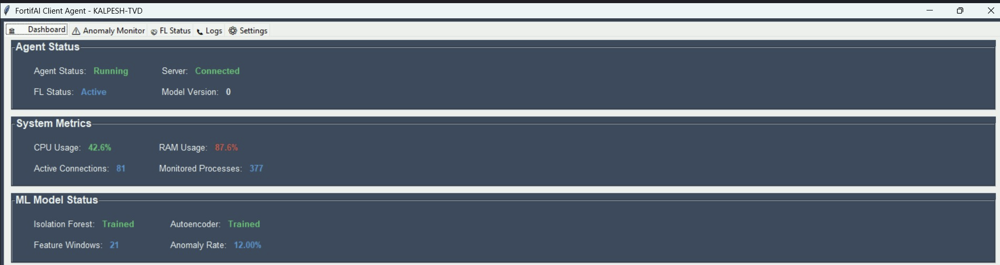 FortifAI Client Agent - KALPESH-TVD
Dashboard Anomaly Monitor FL Status Logs Settings
Agent Status
Agent Status: Running Server: Connected
FL Status: Active Model Version: 0
System Metrics
CPU Usage: 42.6% RAM Usage: 87.6%
Active Connections: 81 Monitored Processes: 377
ML Model Status
Isolation Forest: Trained Autoencoder: Trained
Feature Windows: 21 Anomaly Rate: 12.00%